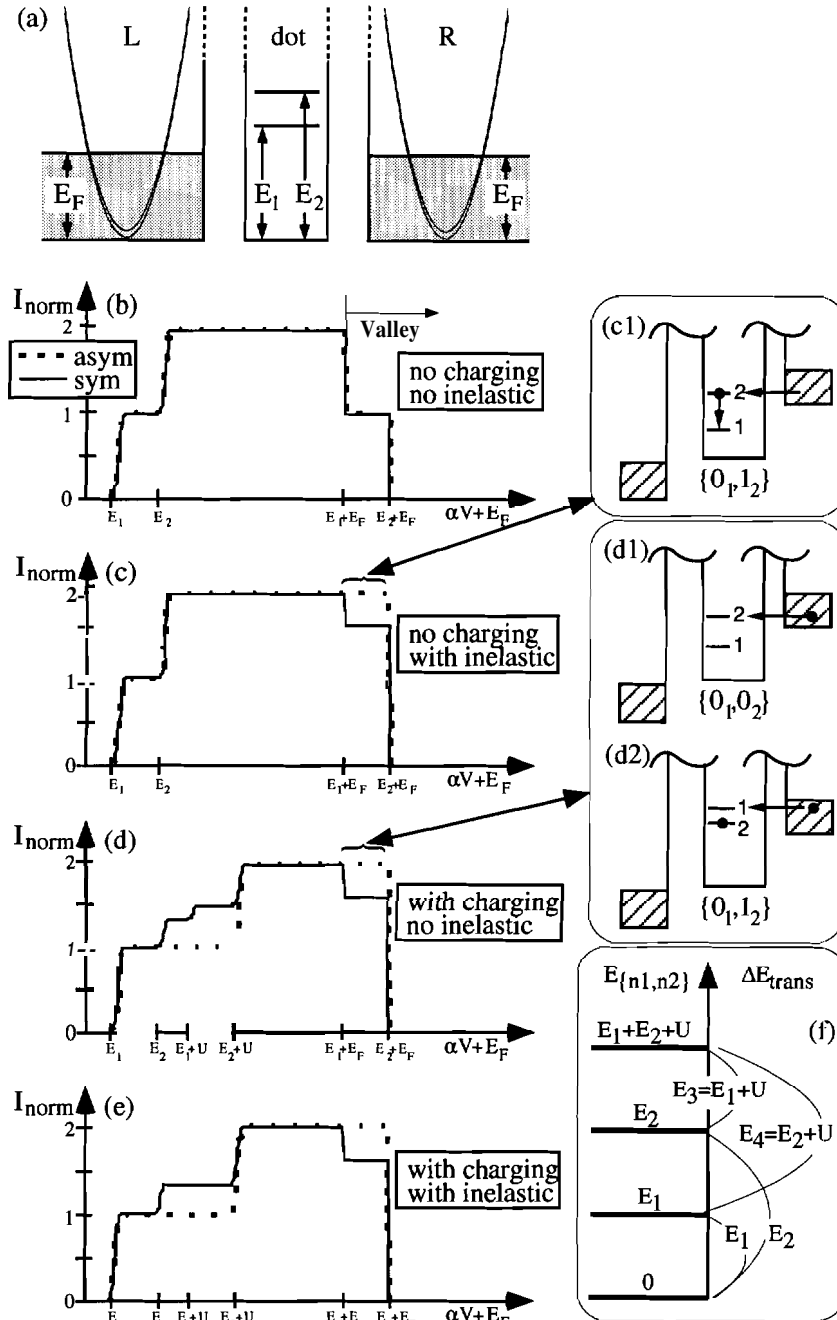 (a)
L
dot
R
E_F
E_1
E_2
E_F
I_norm
(b)
Valley
2
asym
sym
1
0
no charging
no inelastic
E_1
E_2
E_1+E_F
E_2+E_F
αV+E_F
(c1)
2
1
{0_1,1_2}
I_norm
(c)
2
1
0
no charging
with inelastic
E_1
E_2
E_1+E_F
E_2+E_F
αV+E_F
(d1)
2
1
{0_1,0_2}
(d2)
1
2
{0_1,1_2}
I_norm
(d)
2
1
0
with charging
no inelastic
E_1
E_2
E_1+U
E_2+U
E_1+E_F
E_2+E_F
αV+E_F
I_norm
(e)
2
1
0
with charging
with inelastic
E
E
E+U
E+U
E+E
E+E
αV+E_F
E_{n1,n2}
ΔE_trans
(f)
E_1+E_2+U
E_3=E_1+U
E_2
E_4=E_2+U
E_1
E_1
E_2
0